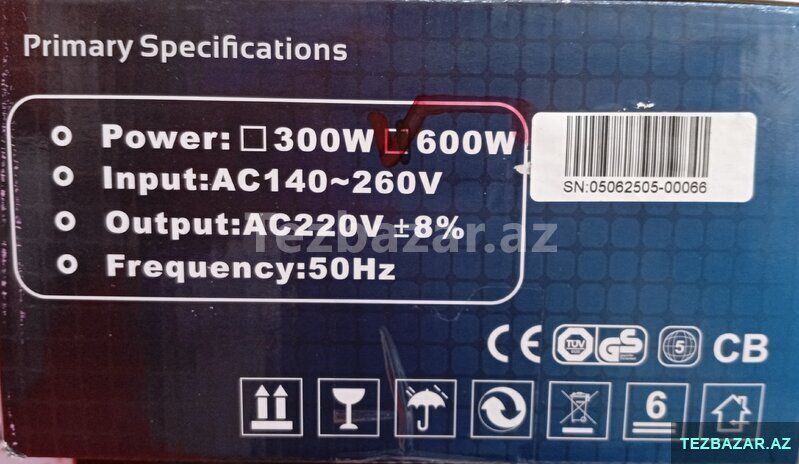 Primary Specifications
Power: 300W 600W
Input:AC140~260V
Output:AC220V ±8%
Frequency:50Hz
SN:05062505-00066
Tezbazar.az
CE TÜV GS 5 CB
6
TEZBAZAR.AZ